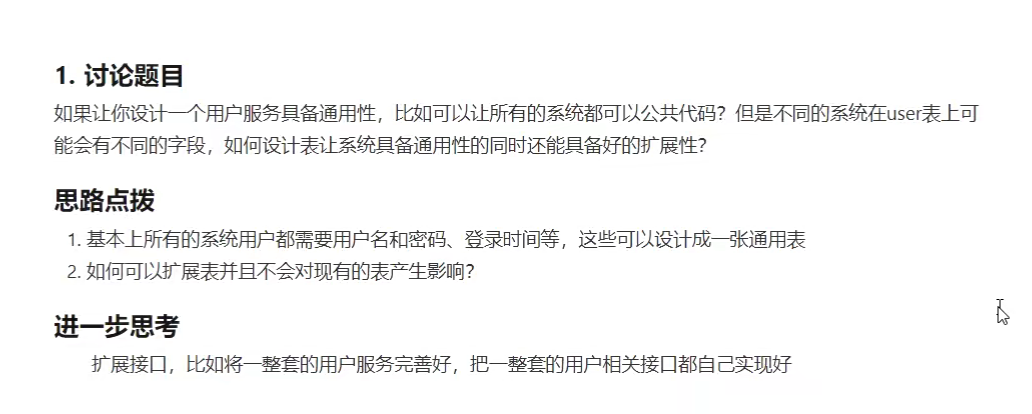 1. 讨论题目
如果让你设计一个用户服务具备通用性，比如可以让所有的系统都可以公共代码？但是不同的系统在user表上可
能会有不同的字段，如何设计表让系统具备通用性的同时还能具备好的扩展性？
思路点拨
1. 基本上所有的系统用户都需要用户名和密码、登录时间等，这些可以设计成一张通用表
2. 如何可以扩展表并且不会对现有的表产生影响？
进一步思考
扩展接口，比如将一整套的用户服务完善好，把一整套的用户相关接口都自己实现好